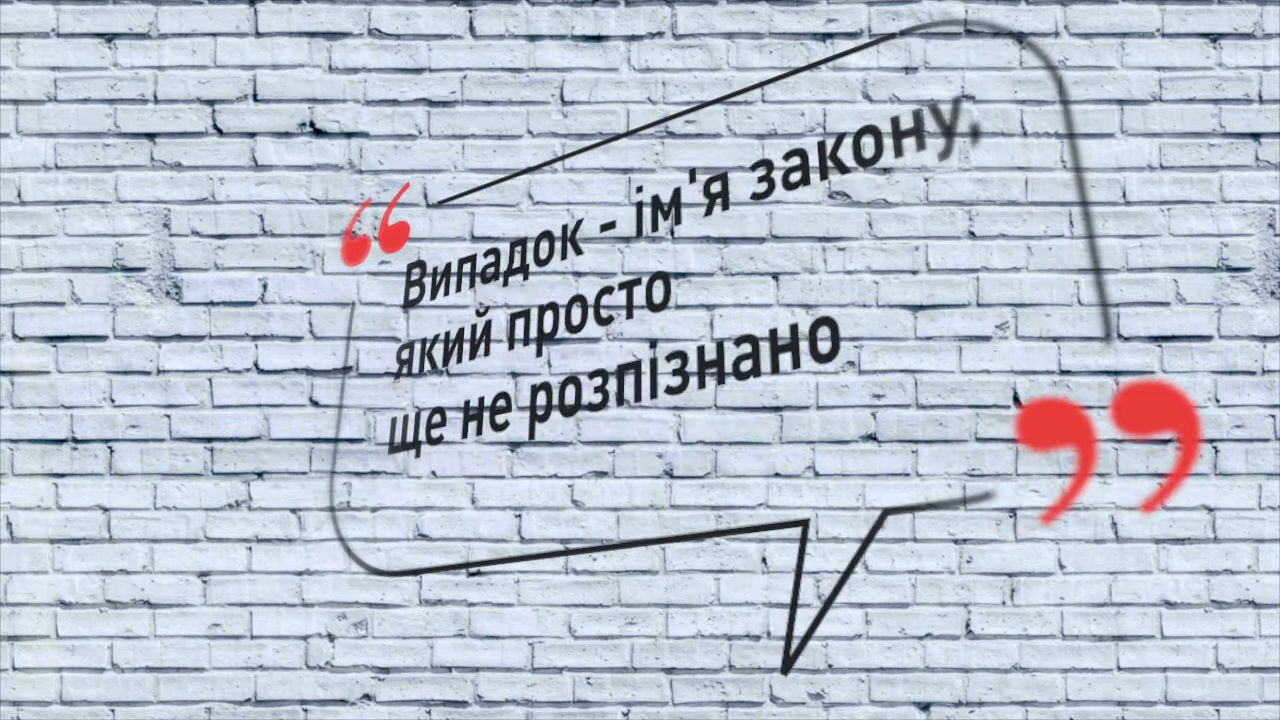 “Випадок - ім'я закону,
який просто
ще не розпізнано”